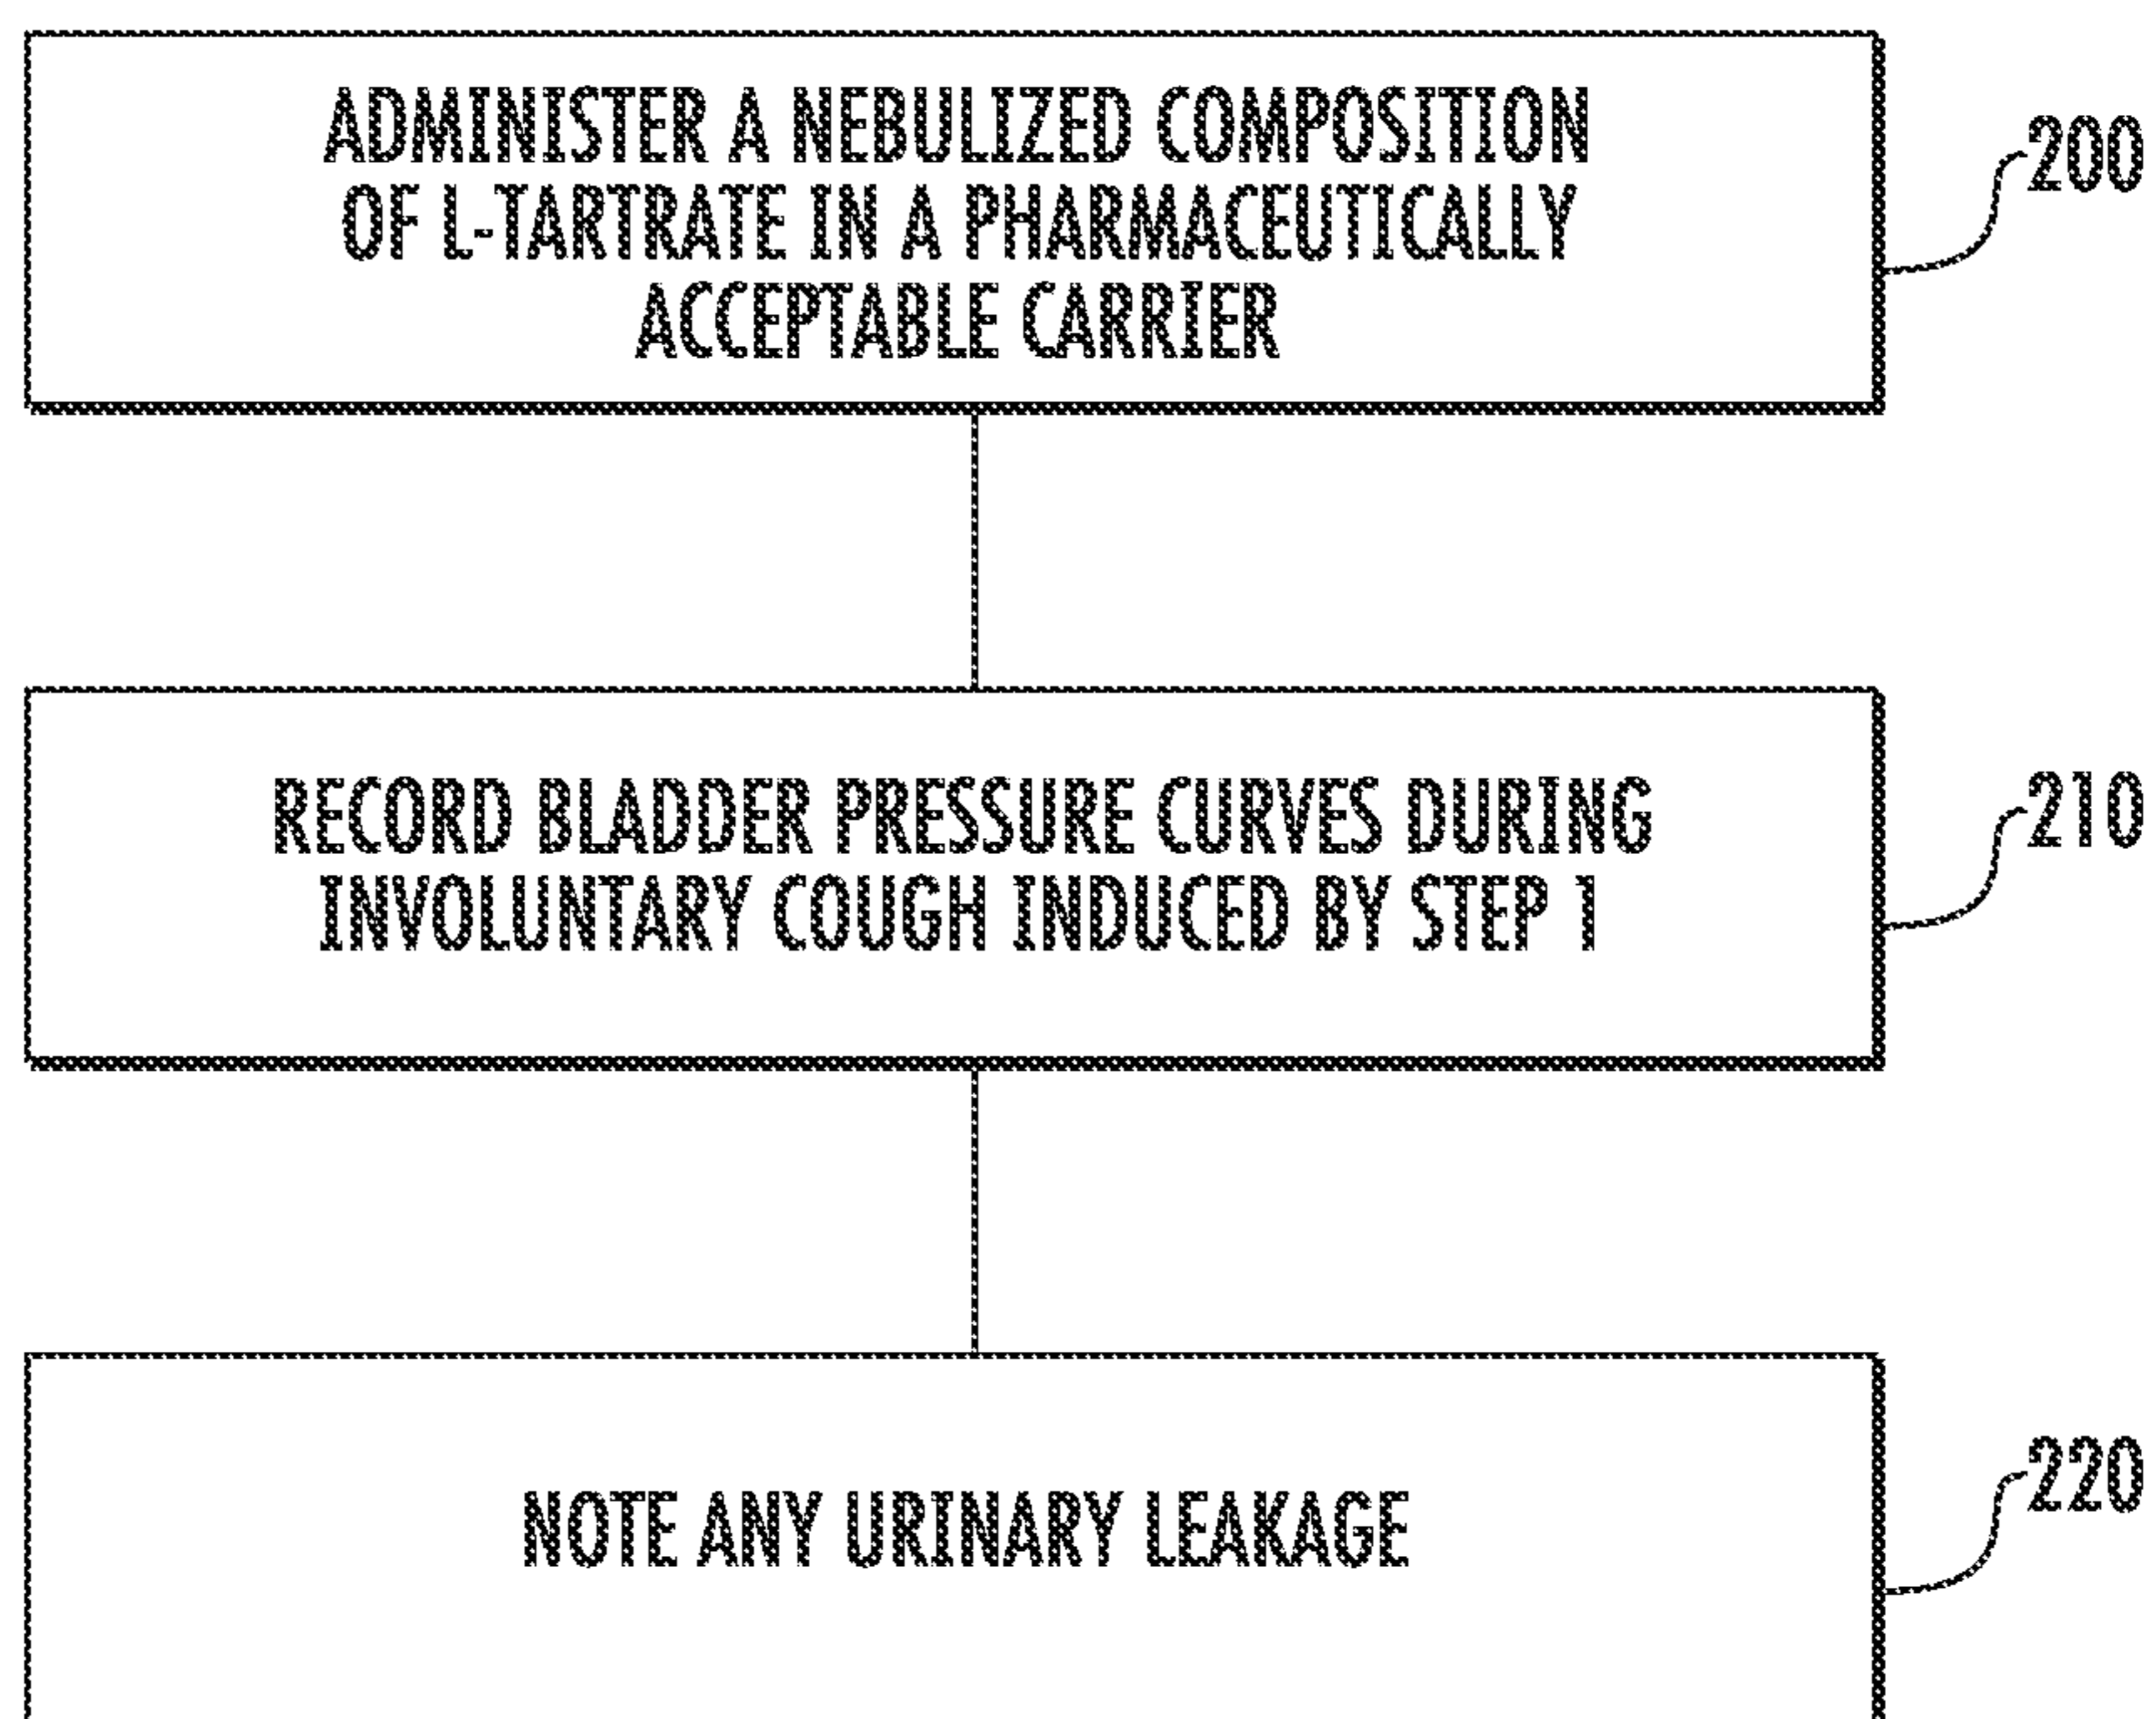 ADMINISTER A NEBULIZED COMPOSITION
OF L-TARTRATE IN A PHARMACEUTICALLY
ACCEPTABLE CARRIER
200
RECORD BLADDER PRESSURE CURVES DURING
INVOLUNTARY COUGH INDUCED BY STEP 1
210
NOTE ANY URINARY LEAKAGE
220